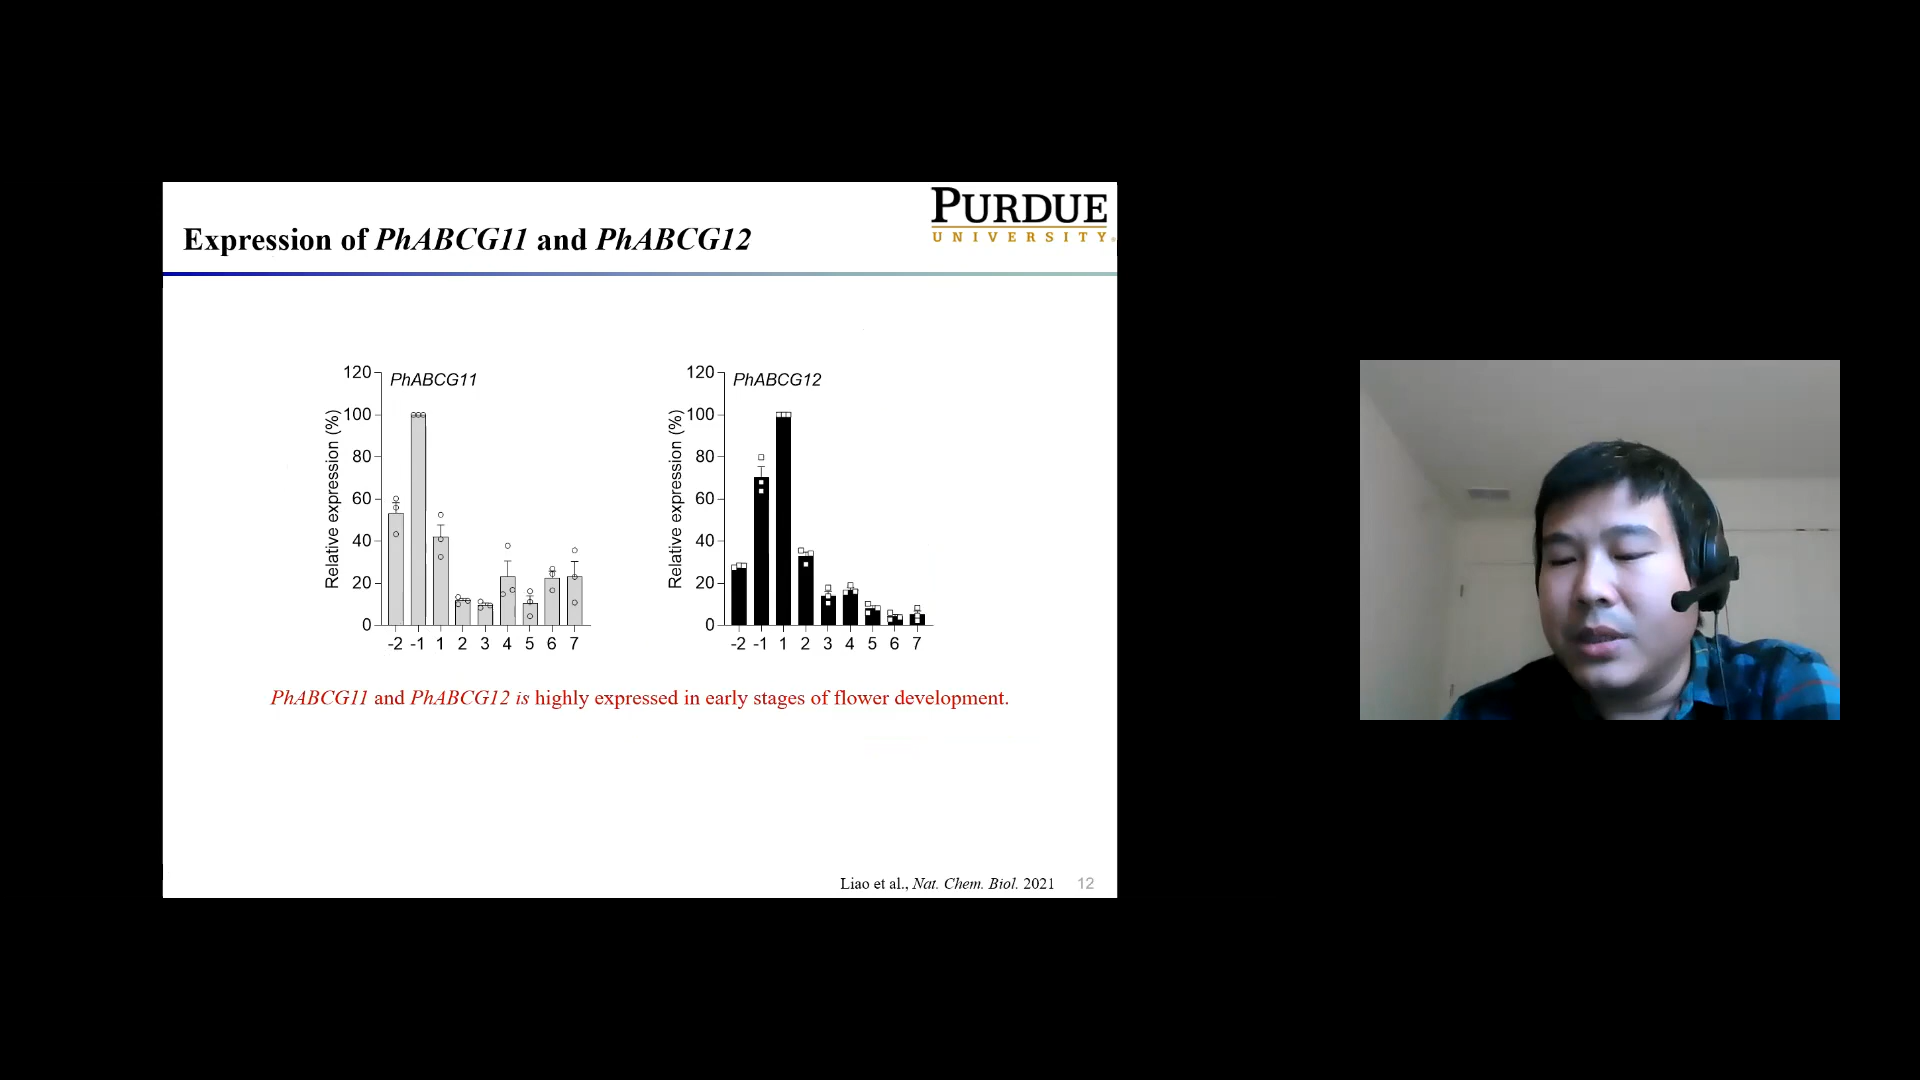 PURDUE
UNIVERSITY®
Expression of PhABCG11 and PhABCG12
120
100
80
60
40
20
0
Relative expression (%)
PhABCG11
-2 -1 1 2 3 4 5 6 7
120
100
80
60
40
20
0
Relative expression (%)
PhABCG12
-2 -1 1 2 3 4 5 6 7
PhABCG11 and PhABCG12 is highly expressed in early stages of flower development.
Liao et al., Nat. Chem. Biol. 2021 12